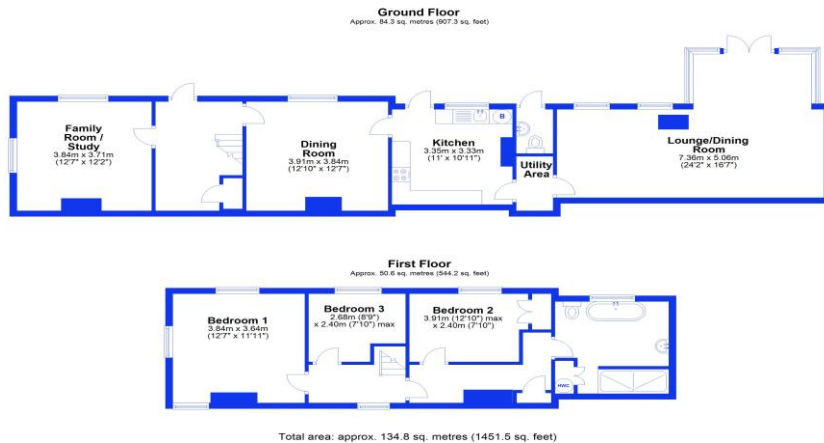 Ground Floor
Approx. 84.3 sq. metres (907.3 sq. feet)
Family
Room /
Study
3.84m x 3.71m
(12'7" x 12'2")
Dining
Room
3.91m x 3.84m
(12'10" x 12'7")
Kitchen
3.35m x 3.33m
(11' x 10'11")
B
Utility
Area
Lounge/Dining
Room
7.36m x 5.06m
(24'2" x 16'7")
First Floor
Approx. 50.6 sq. metres (544.2 sq. feet)
Bedroom 1
3.84m x 3.64m
(12'7" x 11'11")
Bedroom 3
2.68m (8'9")
x 2.40m (7'10") max
Bedroom 2
3.91m (12'10") max
x 2.40m (7'10")
HWC
Total area: approx. 134.8 sq. metres (1451.5 sq. feet)